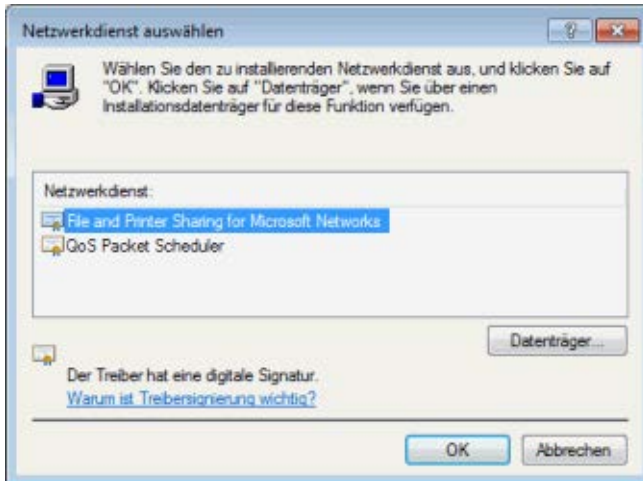 Netzwerkdienst auswählen
Wählen Sie den zu installierenden Netzwerkdienst aus, und klicken Sie auf
"OK". Klicken Sie auf "Datenträger", wenn Sie über einen
Installationsdatenträger für diese Funktion verfügen.
Netzwerkdienst:
File and Printer Sharing for Microsoft Networks
QoS Packet Scheduler
Datenträger...
Der Treiber hat eine digitale Signatur.
Warum ist Treibersignierung wichtig?
OK
Abbrechen